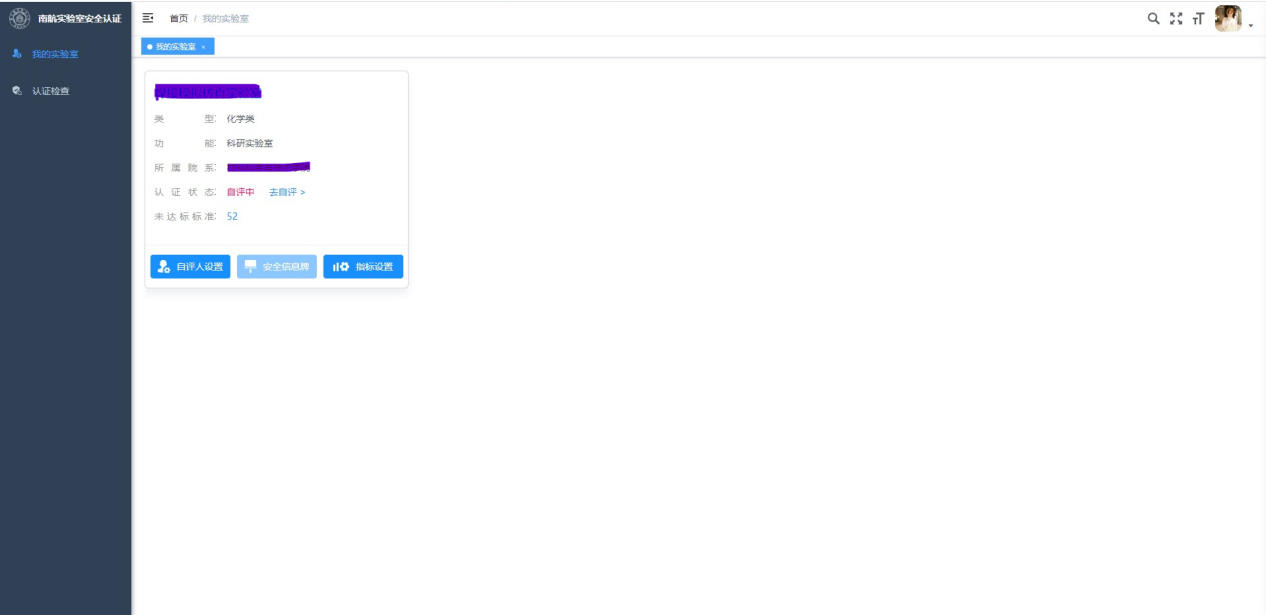 南航实验室安全认证
首页 / 我的实验室
我的实验室
认证检查
我的实验室 ×
类型: 化学类
功能: 科研实验室
所属院系:
认证状态: 自评中 去自评 >
未达标标准: 52
自评人设置 安全信息牌 指标设置